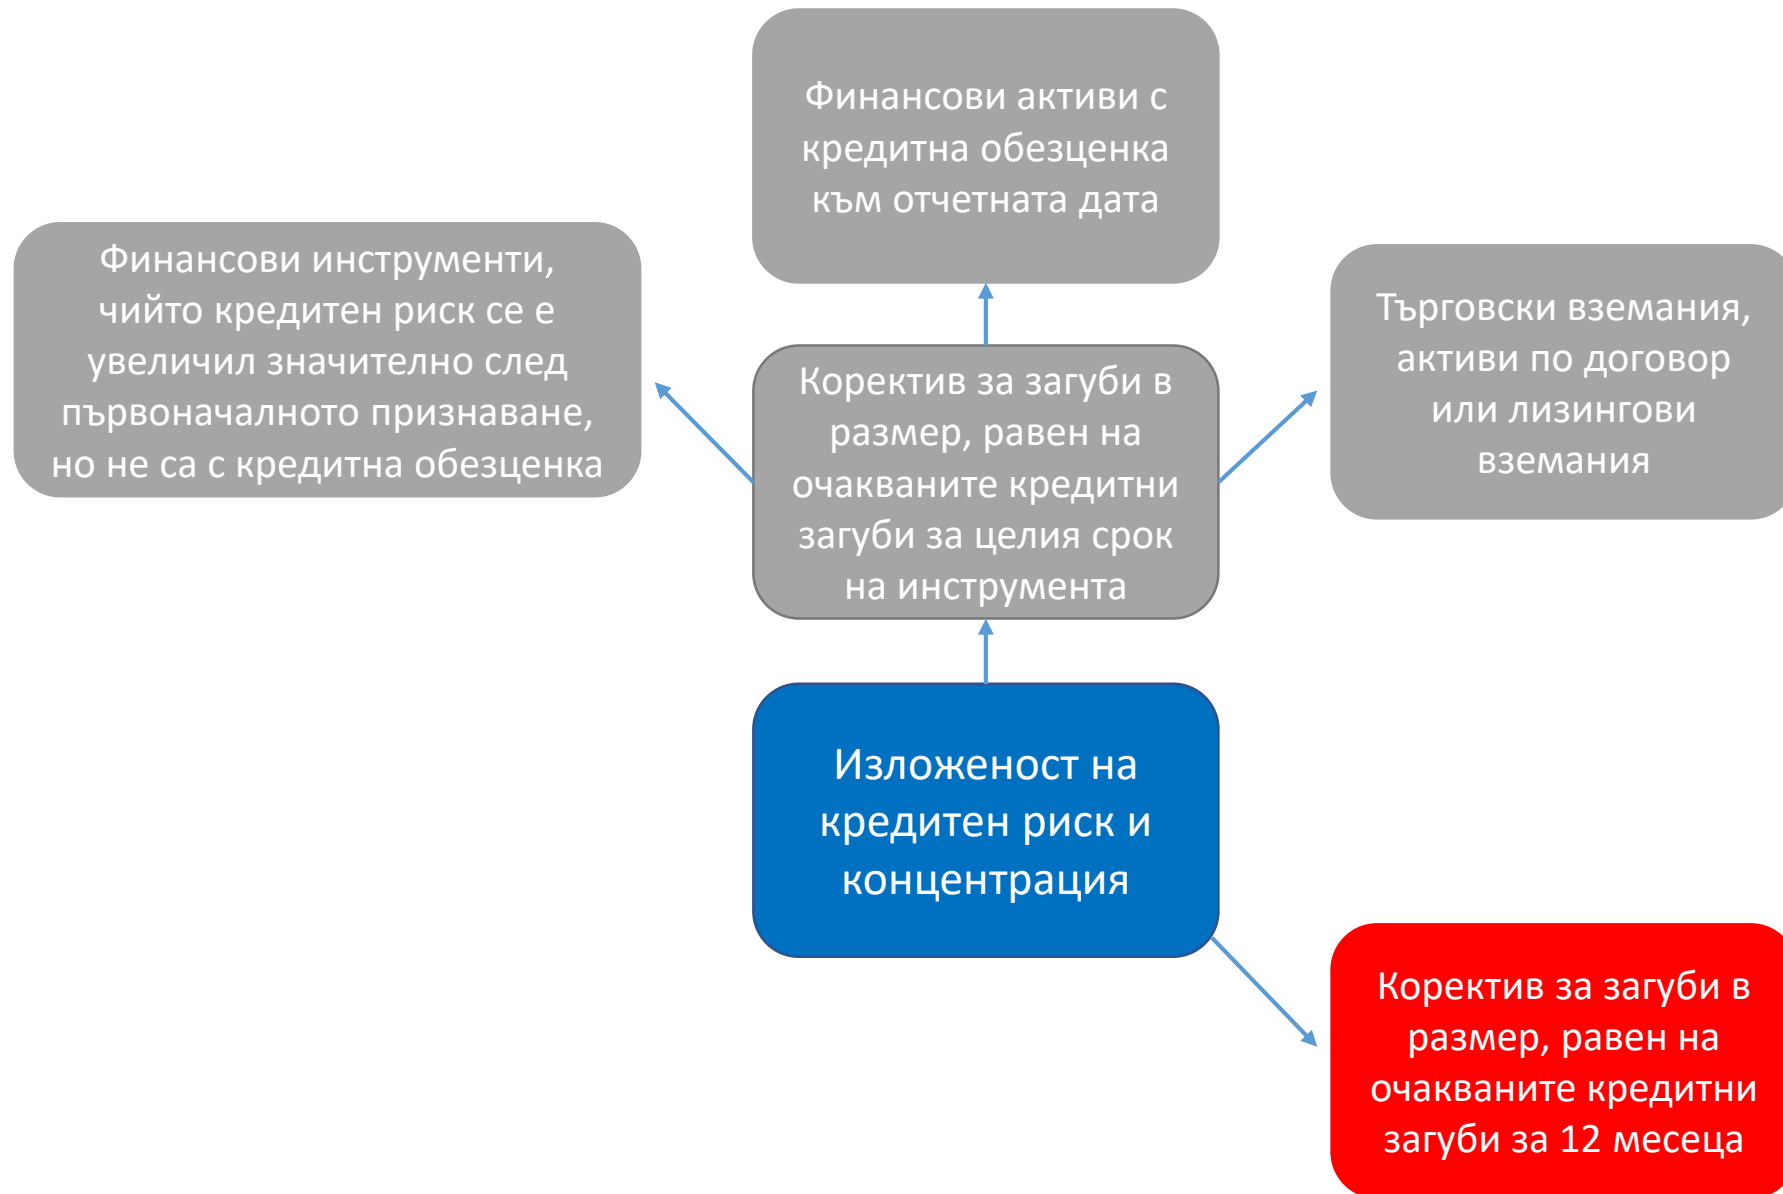 Финансови активи с
кредитна обезценка
към отчетната дата
Финансови инструменти,
чийто кредитен риск се е
увеличил значително след
първоначалното признаване,
но не са с кредитна обезценка
Търговски вземания,
активи по договор
или лизингови
вземания
Коректив за загуби в
размер, равен на
очакваните кредитни
загуби за целия срок
на инструмента
Изложеност на
кредитен риск и
концентрация
Коректив за загуби в
размер, равен на
очакваните кредитни
загуби за 12 месеца